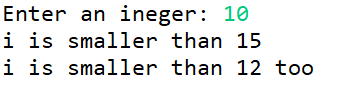 Enter an ineger: 10
i is smaller than 15
i is smaller than 12 too